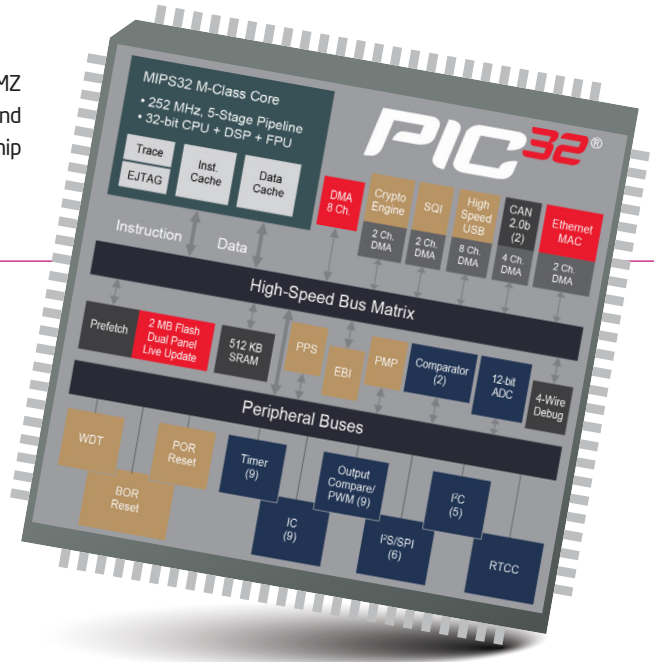 MZ
nd
hip
MIPS32 M-Class Core
• 252 MHz, 5-Stage Pipeline
• 32-bit CPU + DSP + FPU
Trace
EJTAG
Inst.
Cache
Data
Cache
PIC32®
DMA
8 Ch.
Crypto
Engine
2 Ch.
DMA
SQI
2 Ch.
DMA
High
Speed
USB
8 Ch.
DMA
CAN
2.0b
(2)
4 Ch.
DMA
Ethernet
MAC
2 Ch.
DMA
Instruction
Data
High-Speed Bus Matrix
Prefetch
2 MB Flash
Dual Panel
Live Update
512 KB
SRAM
PPS
EBI
PMP
Comparator
(2)
12-bit
ADC
4-Wire
Debug
Peripheral Buses
WDT
BOR
Reset
POR
Reset
Timer
(9)
IC
(9)
Output
Compare/
PWM (9)
I²S/SPI
(6)
I²C
(5)
RTCC